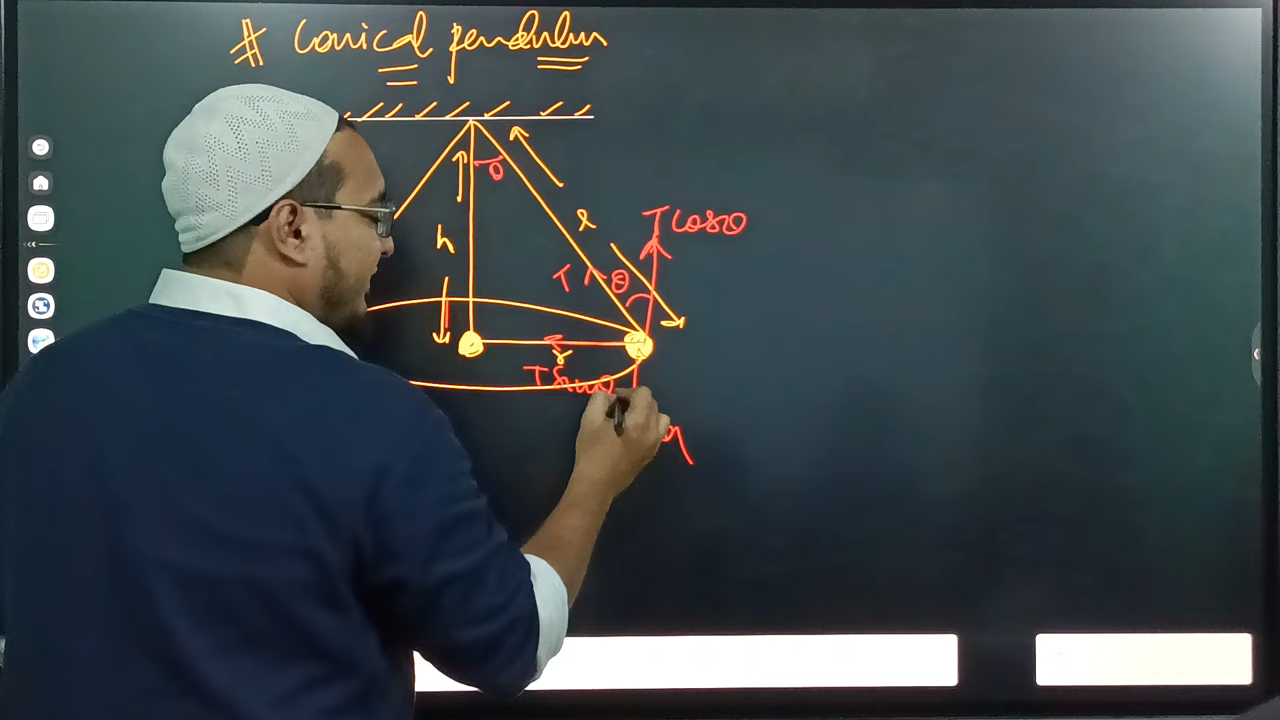 # Conical pendulum
θ
l
T cosθ
h
T θ
r
T sinθ